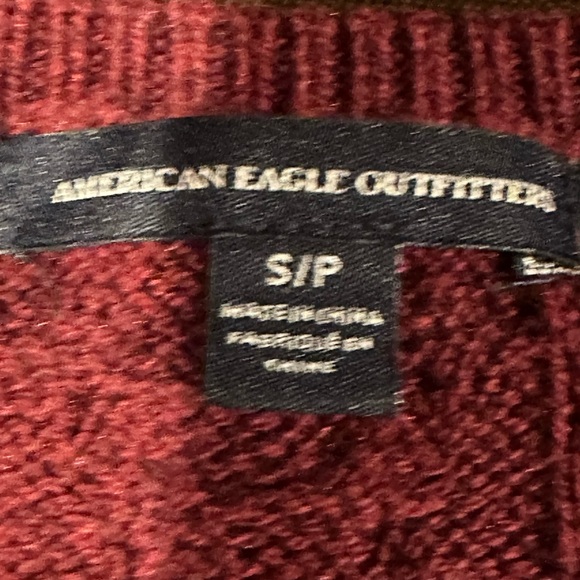 AMERICAN EAGLE OUTFITTERS
S/P
MADE IN CHINA
FABRIQUÉ EN
CHINE